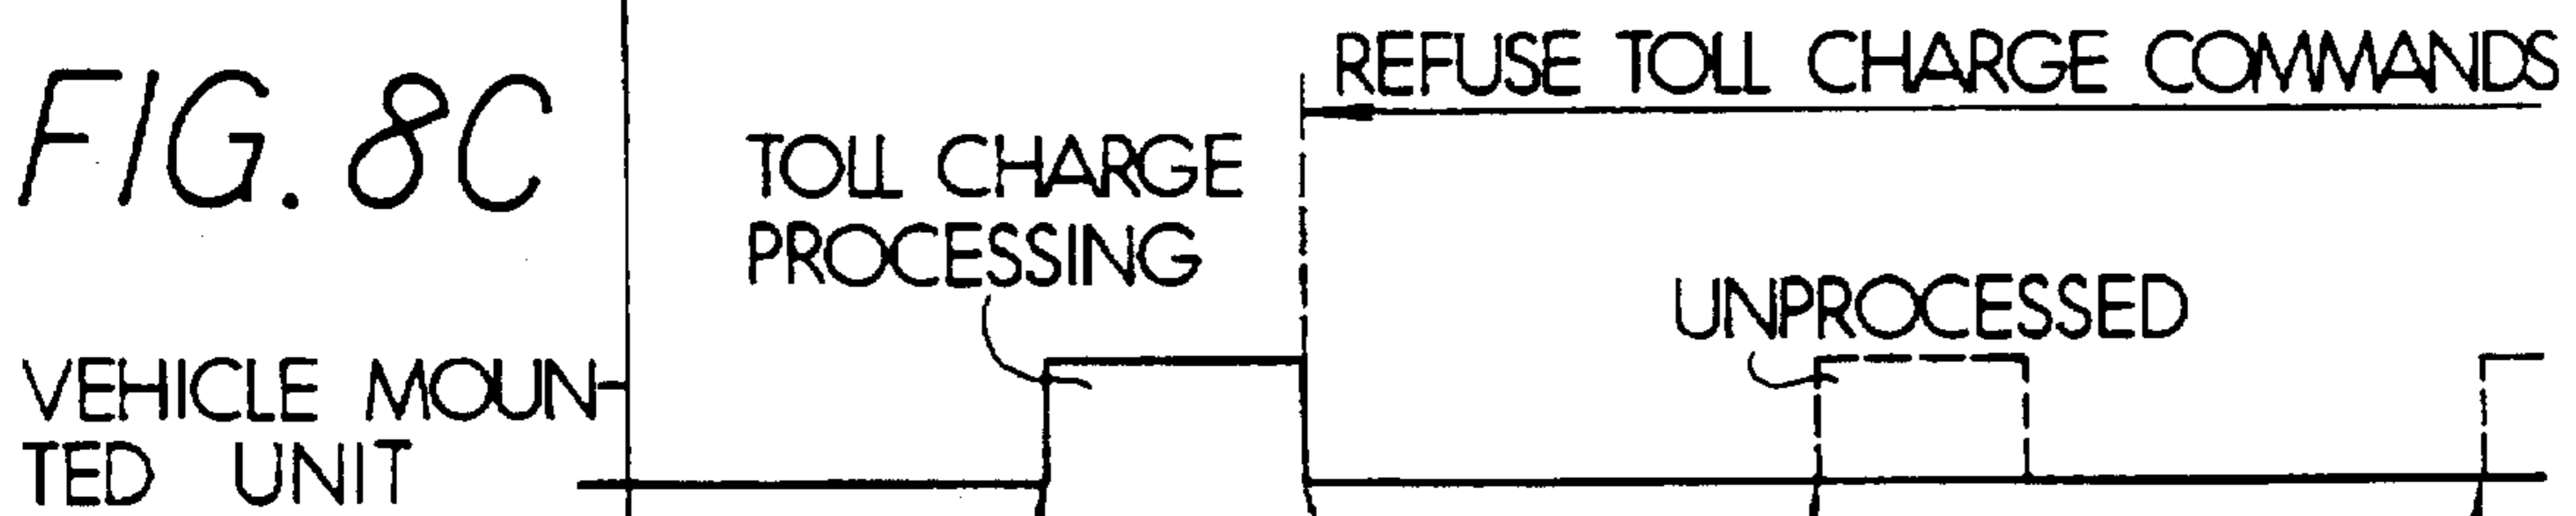 FIG. 8C
REFUSE TOLL CHARGE COMMANDS
TOLL CHARGE
PROCESSING
UNPROCESSED
VEHICLE MOUN-
TED UNIT